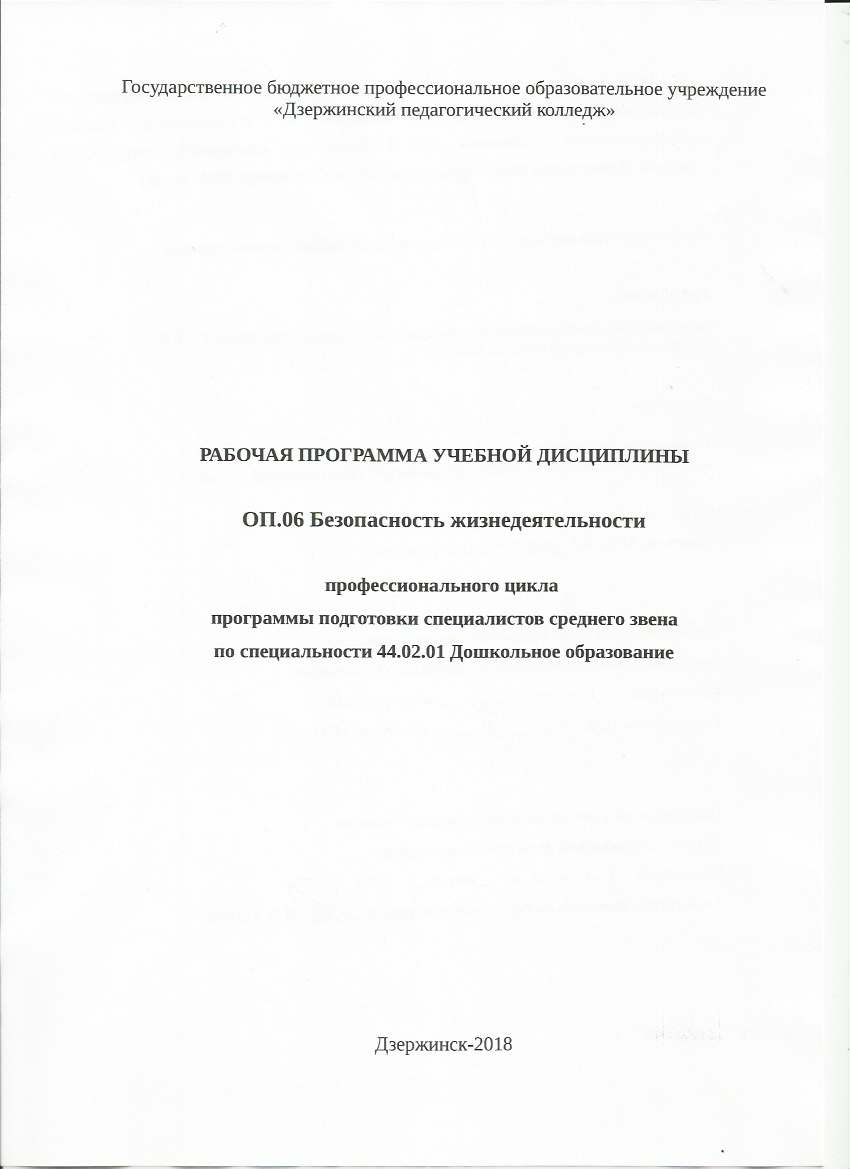 Государственное бюджетное профессиональное образовательное учреждение
«Дзержинский педагогический колледж»
РАБОЧАЯ ПРОГРАММА УЧЕБНОЙ ДИСЦИПЛИНЫ
ОП.06 Безопасность жизнедеятельности
профессионального цикла
программы подготовки специалистов среднего звена
по специальности 44.02.01 Дошкольное образование
Дзержинск-2018